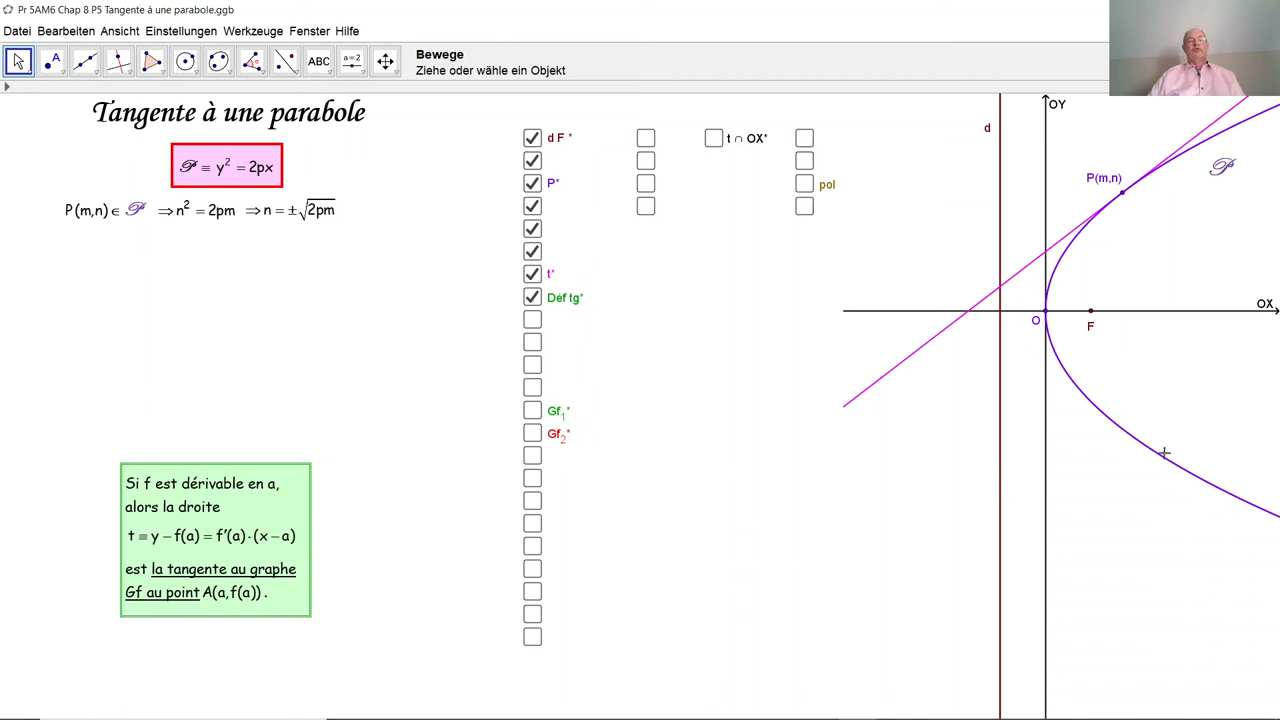 Pr 5AM6 Chap 8 P5 Tangente à une parabole.ggb
Datei Bearbeiten Ansicht Einstellungen Werkzeuge Fenster Hilfe
A ABC a=2
Bewege
Ziehe oder wähle ein Objekt
Tangente à une parabole
𝒫 ≡ y² = 2px
P(m,n) ∈ 𝒫 ⇒ n² = 2pm ⇒ n = ±√2pm
Si f est dérivable en a,
alors la droite
t ≡ y − f(a) = f'(a)·(x−a)
est la tangente au graphe
Gf au point A(a,f(a)).
d F *
P*
t*
Déf tg*
Gf₁*
Gf₂*
t ∩ OX*
pol
d
OY
P(m,n)
𝒫
OX
O
F